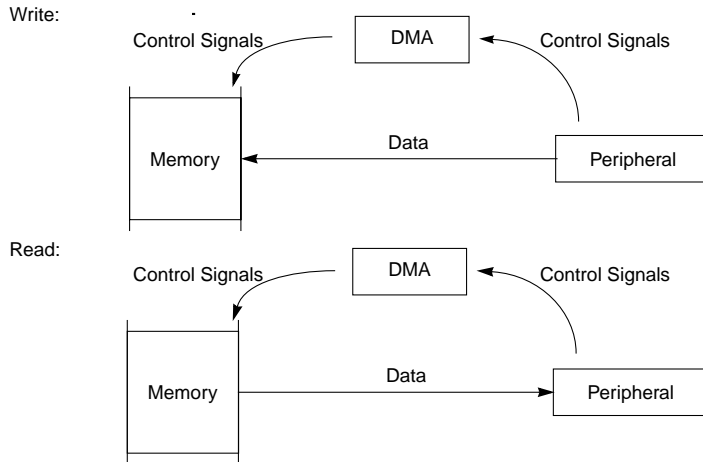 Write:
Control Signals
DMA
Control Signals
Memory
Data
Peripheral
Read:
Control Signals
DMA
Control Signals
Memory
Data
Peripheral